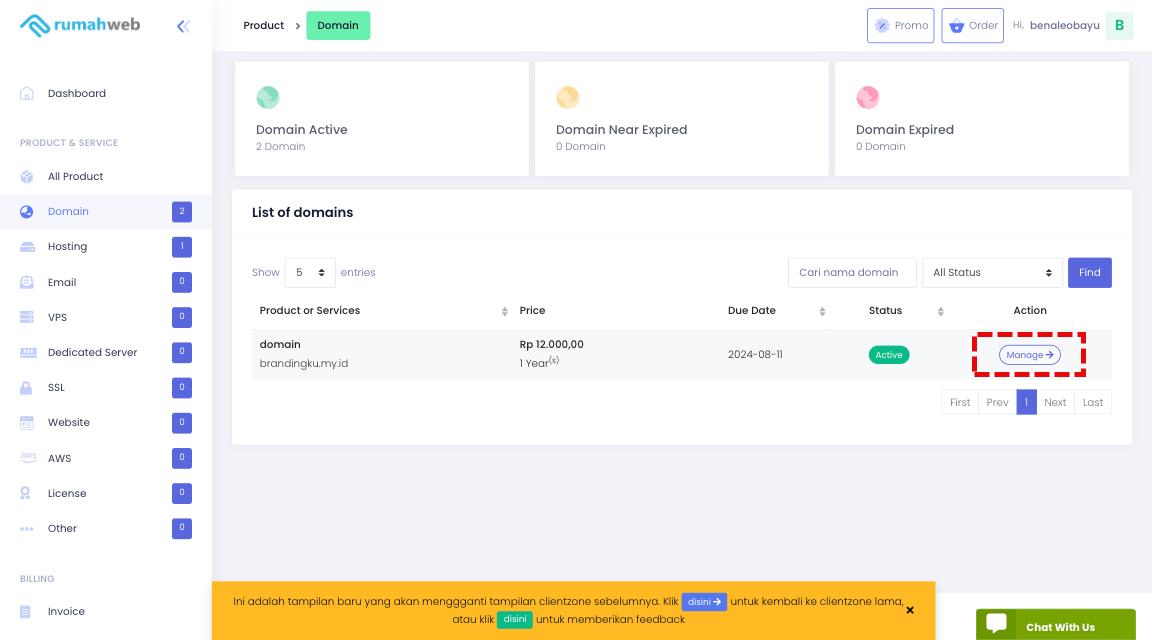 rumahweb
Product > Domain
Promo
Order
Hi, benaleobayu
B
Dashboard
PRODUCT & SERVICE
All Product
Domain 2
Hosting 1
Email 0
VPS 0
Dedicated Server 0
SSL 0
Website 0
aws AWS 0
License 0
Other 0
BILLING
Invoice
Domain Active
2 Domain
Domain Near Expired
0 Domain
Domain Expired
0 Domain
List of domains
Show 5 entries
Cari nama domain
All Status
Find
Product or Services Price Due Date Status Action
domain Rp 12.000,00
brandingku.my.id 1 Year(s) 2024-08-11 Active Manage →
First Prev 1 Next Last
Ini adalah tampilan baru yang akan menggganti tampilan clientzone sebelumnya. Klik disini → untuk kembali ke clientzone lama,
atau klik disini untuk memberikan feedback
×
Chat With Us